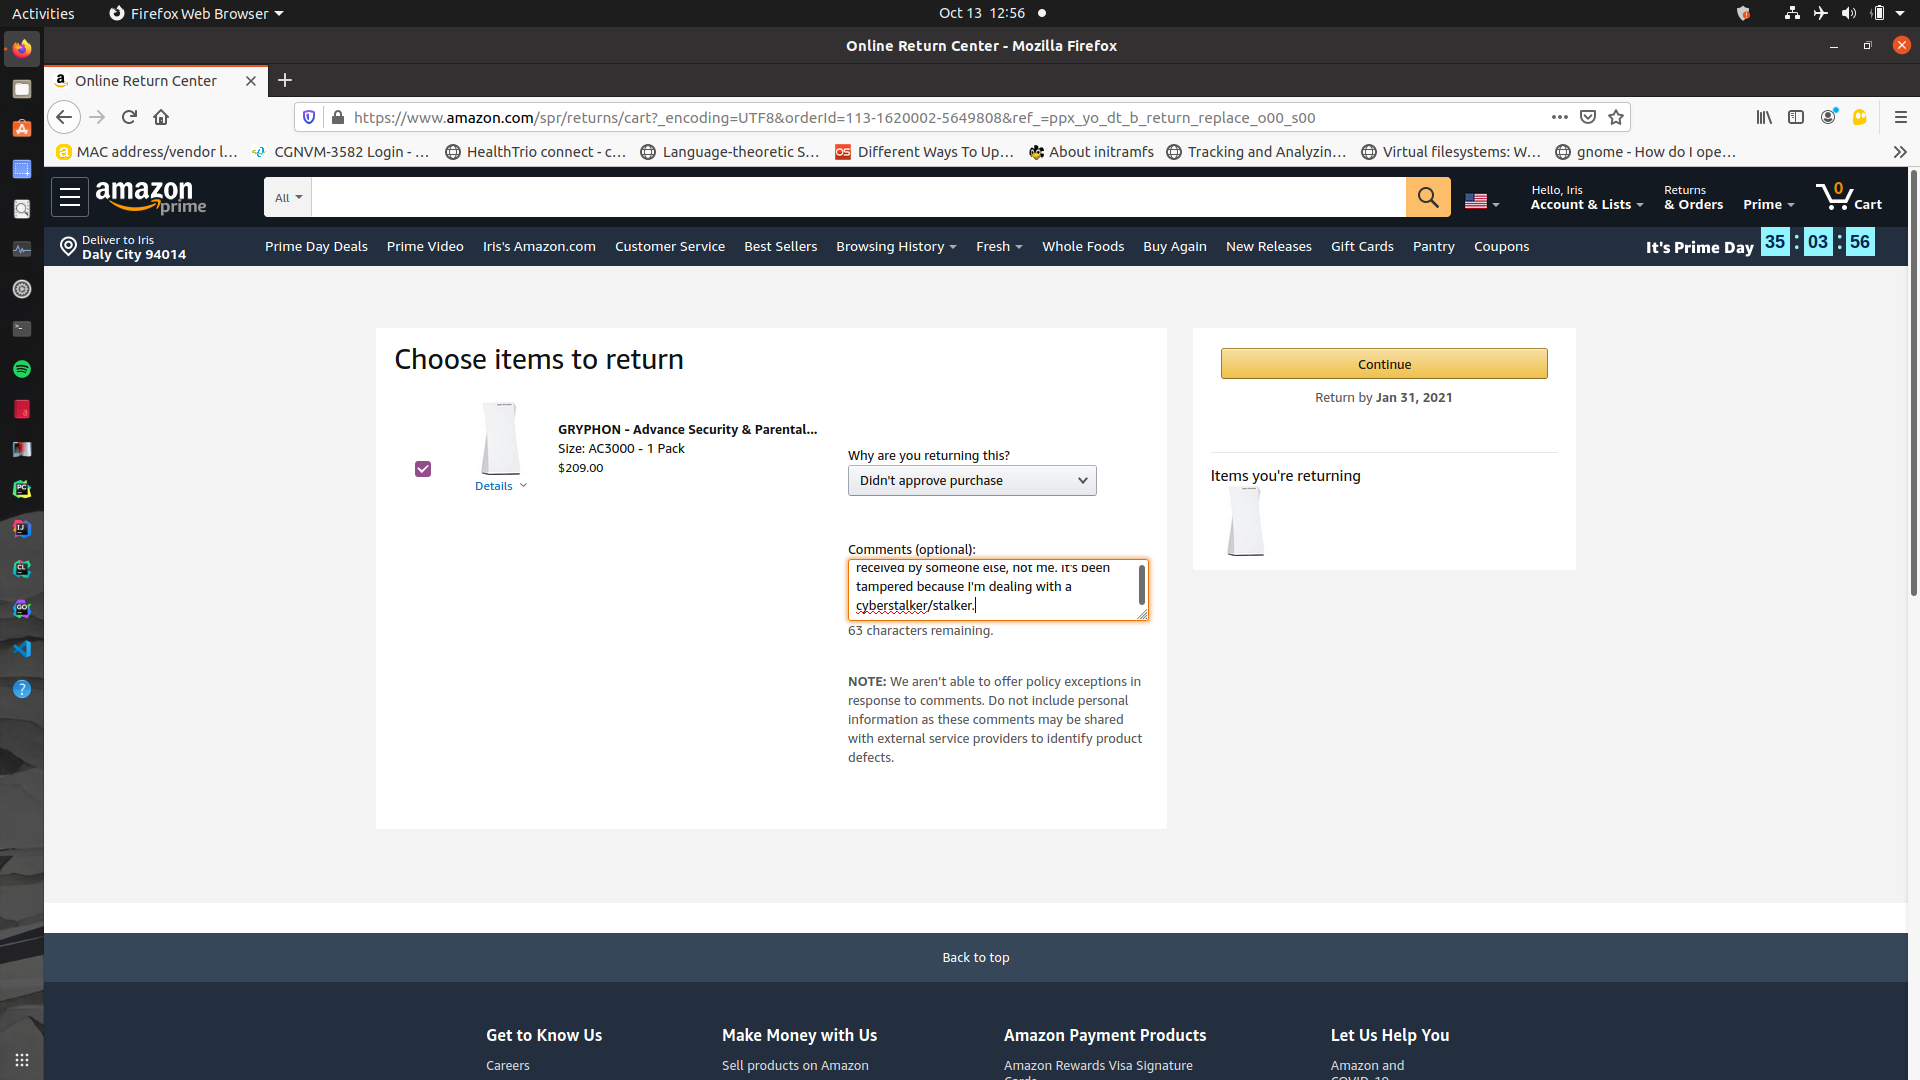 Activities
Firefox Web Browser
Oct 13 12:56
Online Return Center - Mozilla Firefox
Online Return Center
https://www.amazon.com/spr/returns/cart?_encoding=UTF8&orderId=113-1620002-5649808&ref_=ppx_yo_dt_b_return_replace_o00_s00
MAC address/vendor l…
CGNVM-3582 Login - …
HealthTrio connect - c…
Language-theoretic S…
Different Ways To Up…
About initramfs
Tracking and Analyzin…
Virtual filesystems: W…
gnome - How do I ope…
amazon prime
All
Hello, Iris
Account & Lists
Returns
& Orders
Prime
0
Cart
Deliver to Iris
Daly City 94014
Prime Day Deals
Prime Video
Iris's Amazon.com
Customer Service
Best Sellers
Browsing History
Fresh
Whole Foods
Buy Again
New Releases
Gift Cards
Pantry
Coupons
It's Prime Day 35 : 03 : 56
Choose items to return
GRYPHON - Advance Security & Parental...
Size: AC3000 - 1 Pack
$209.00
Details
Why are you returning this?
Didn't approve purchase
Comments (optional):
received by someone else, not me. It's been
tampered because I'm dealing with a
cyberstalker/stalker.
63 characters remaining.
NOTE: We aren't able to offer policy exceptions in
response to comments. Do not include personal
information as these comments may be shared
with external service providers to identify product
defects.
Continue
Return by Jan 31, 2021
Items you're returning
Back to top
Get to Know Us
Careers
Make Money with Us
Sell products on Amazon
Amazon Payment Products
Amazon Rewards Visa Signature
Cards
Let Us Help You
Amazon and
COVID-19